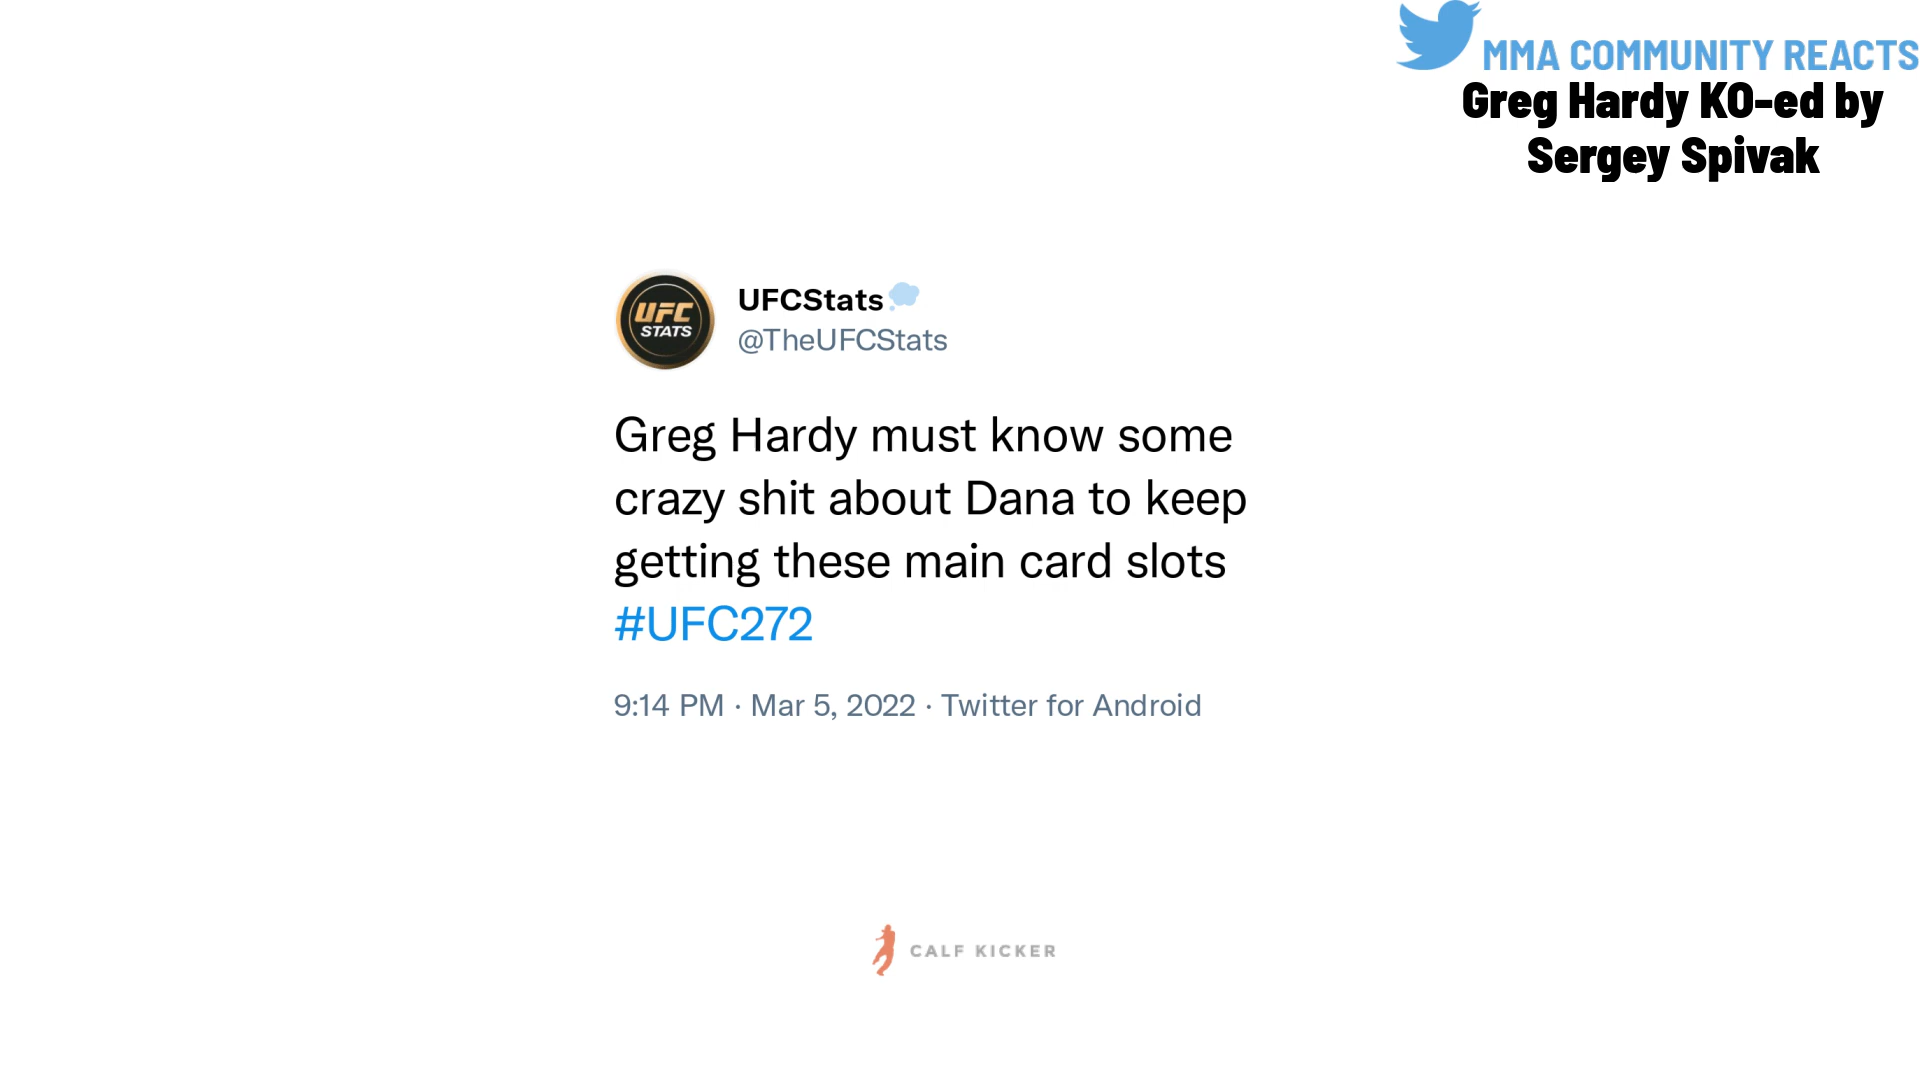 MMA COMMUNITY REACTS
Greg Hardy KO-ed by
Sergey Spivak
UFC
STATS
UFCStats
@TheUFCStats
Greg Hardy must know some
crazy shit about Dana to keep
getting these main card slots
#UFC272
9:14 PM · Mar 5, 2022 · Twitter for Android
CALF KICKER